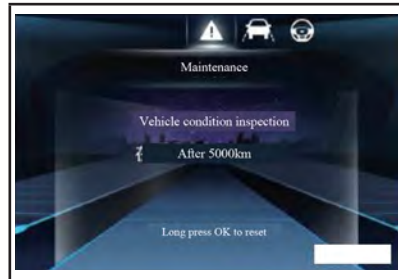 Maintenance
Vehicle condition inspection
After 5000km
Long press OK to reset